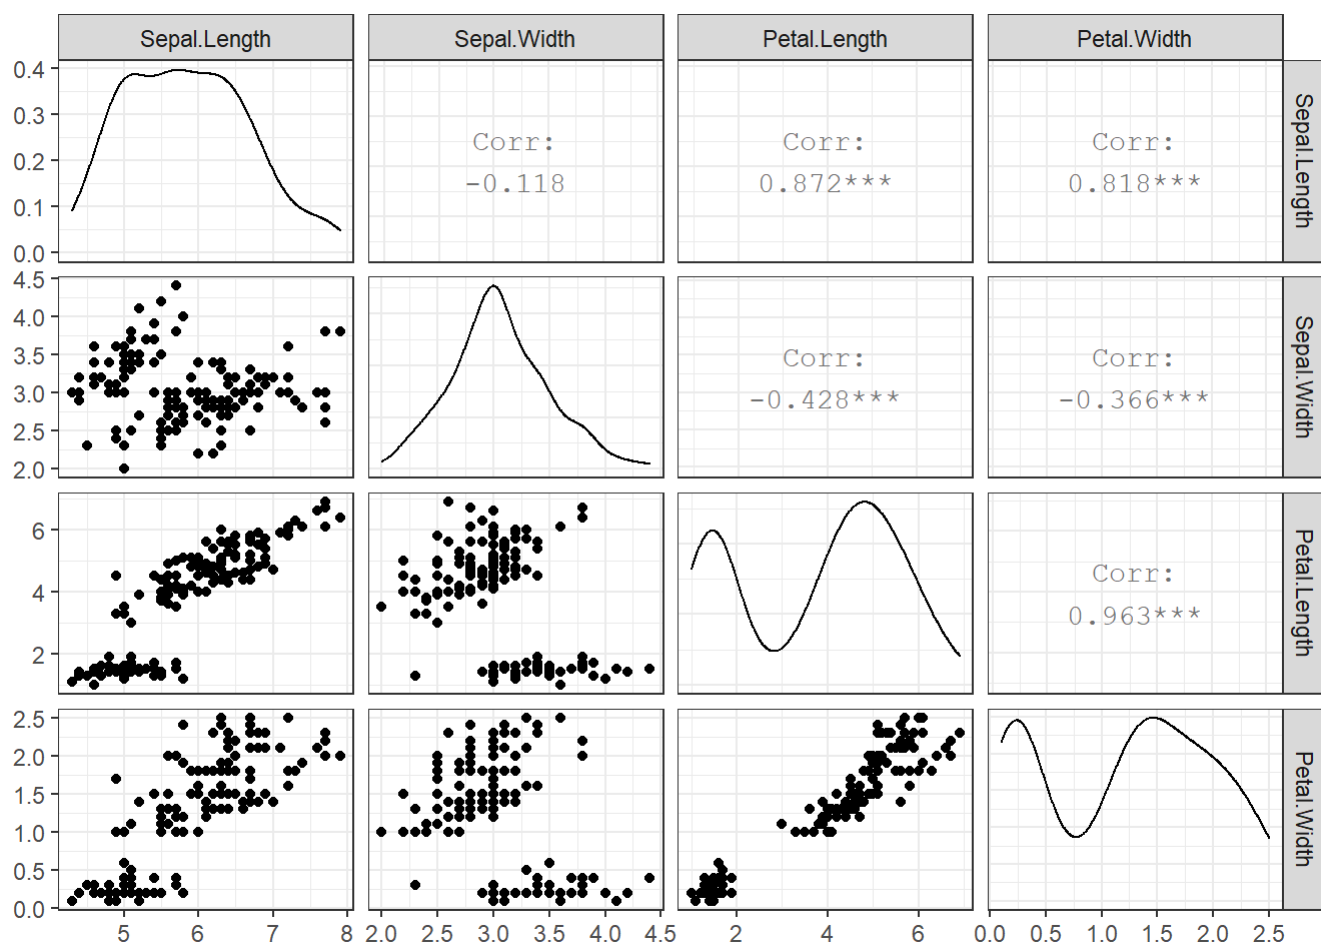 Sepal.Length
Sepal.Width
Petal.Length
Petal.Width
0.4
0.3
0.2
0.1
0.0
Corr:
-0.118
Corr:
0.872***
Corr:
0.818***
Sepal.Length
4.5
4.0
3.5
3.0
2.5
2.0
Corr:
-0.428***
Corr:
-0.366***
Sepal.Width
6
4
2
Corr:
0.963***
Petal.Length
2.5
2.0
1.5
1.0
0.5
0.0
Petal.Width
5 6 7 8
2.0 2.5 3.0 3.5 4.0 4.5
2 4 6
0.0 0.5 1.0 1.5 2.0 2.5